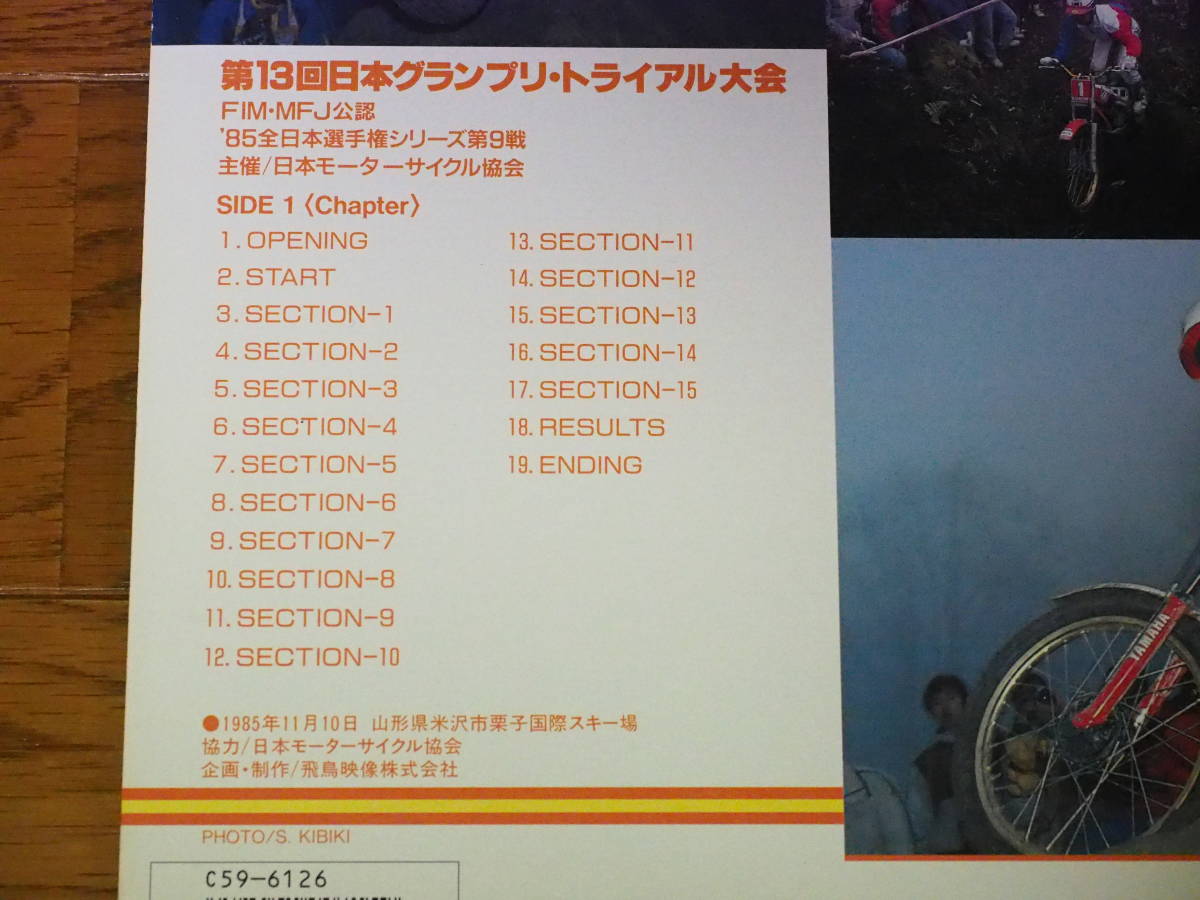 第13回日本グランプリ・トライアル大会
FIM・MFJ公認
'85全日本選手権シリーズ第9戦
主催/日本モーターサイクル協会
SIDE 1 〈Chapter〉
1. OPENING
2. START
3. SECTION-1
4. SECTION-2
5. SECTION-3
6. SECTION-4
7. SECTION-5
8. SECTION-6
9. SECTION-7
10. SECTION-8
11. SECTION-9
12. SECTION-10
13. SECTION-11
14. SECTION-12
15. SECTION-13
16. SECTION-14
17. SECTION-15
18. RESULTS
19. ENDING
●1985年11月10日 山形県米沢市栗子国際スキー場
協力/日本モーターサイクル協会
企画・制作/飛鳥映像株式会社
PHOTO/S. KIBIKI
C59-6126
1
YAMAHA